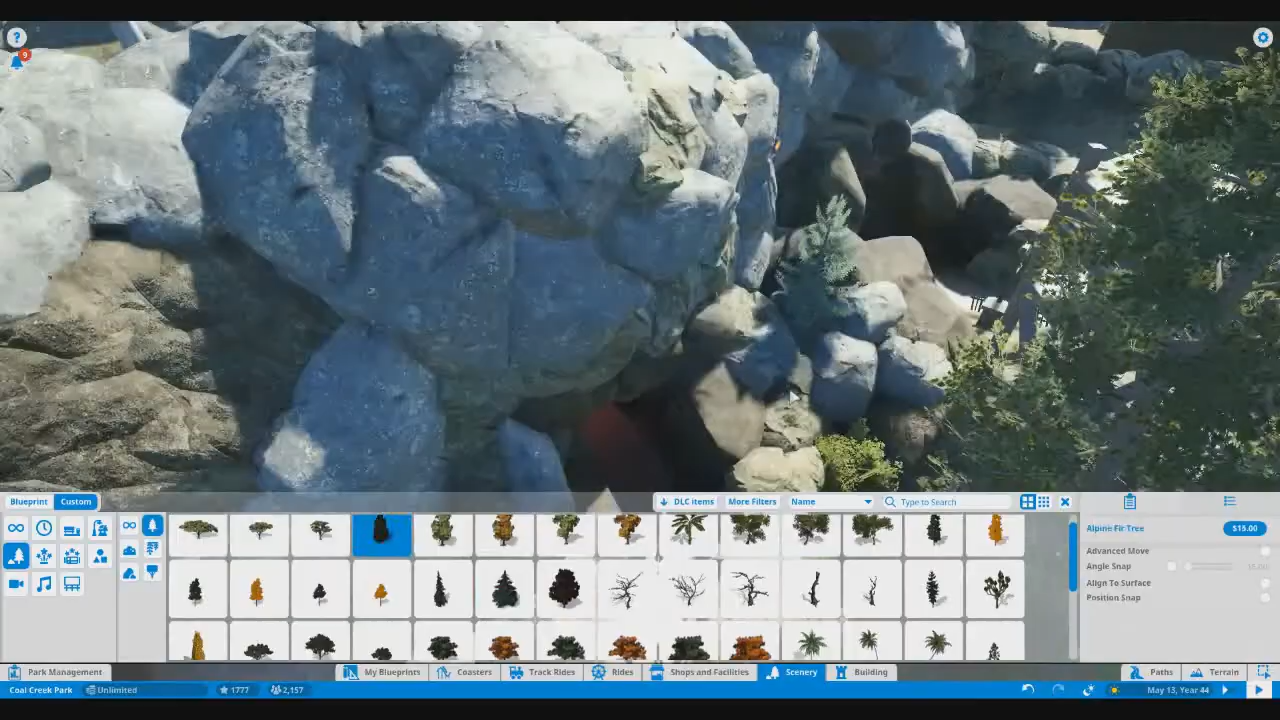 ?
9
Blueprint Custom
DLC Items More Filters Name Type to Search
Alpine Fir Tree $15.00
Advanced Move
Angle Snap
Align To Surface
Position Snap
Park Management My Blueprints Coasters Track Rides Rides Shops and Facilities Scenery Building Paths Terrain
Coal Creek Park Unlimited 1777 2,157 May 13, Year 44